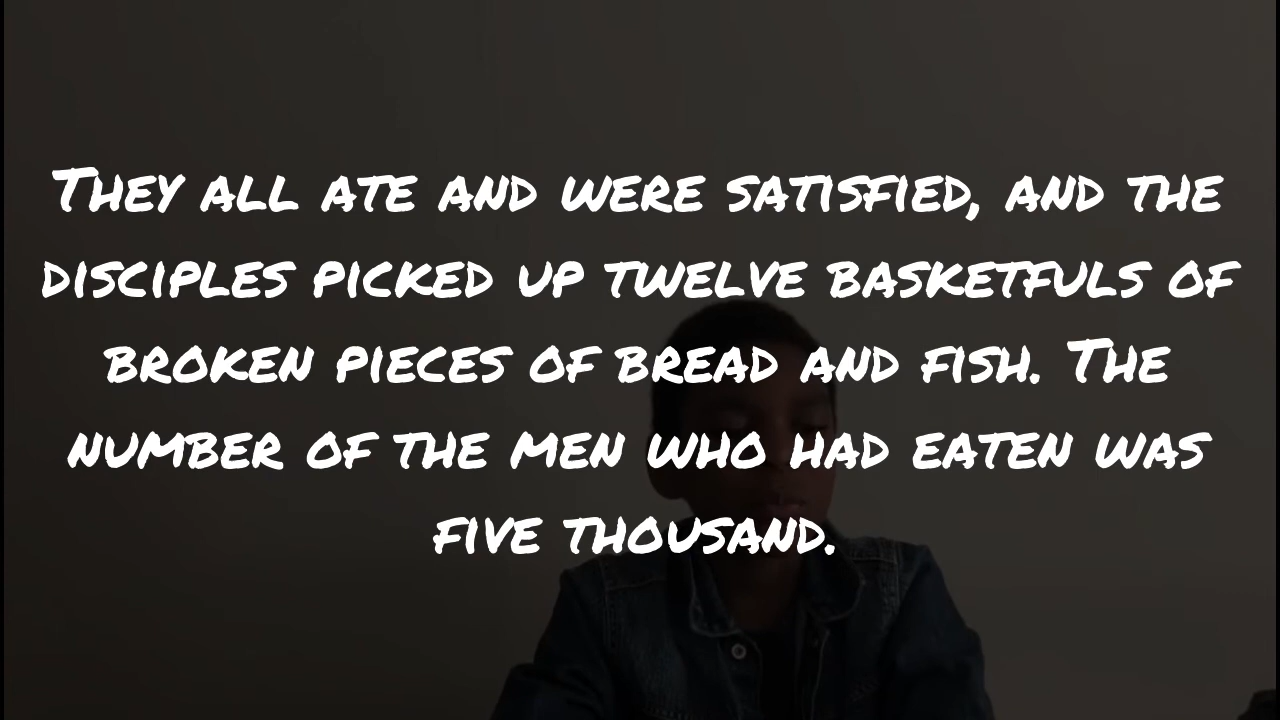 They all ate and were satisfied, and the
disciples picked up twelve basketfuls of
broken pieces of bread and fish. The
number of the men who had eaten was
five thousand.